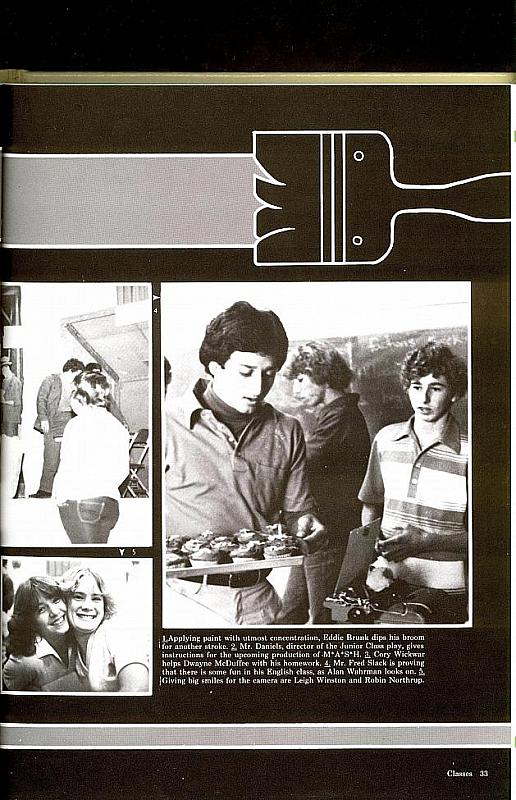 4
5
1. Applying paint with utmost concentration, Eddie Brunk dips his broom
for another stroke. 2. Mr. Daniels, director of the Junior Class play, gives
instructions for the upcoming production of M*A*S*H. 3. Cory Wickwar
helps Dwayne McDuffee with his homework. 4. Mr. Fred Slack is proving
that there is some fun in his English class, as Alan Wahrman looks on. 5.
Giving big smiles for the camera are Leigh Winston and Robin Northrup.
Classes 33